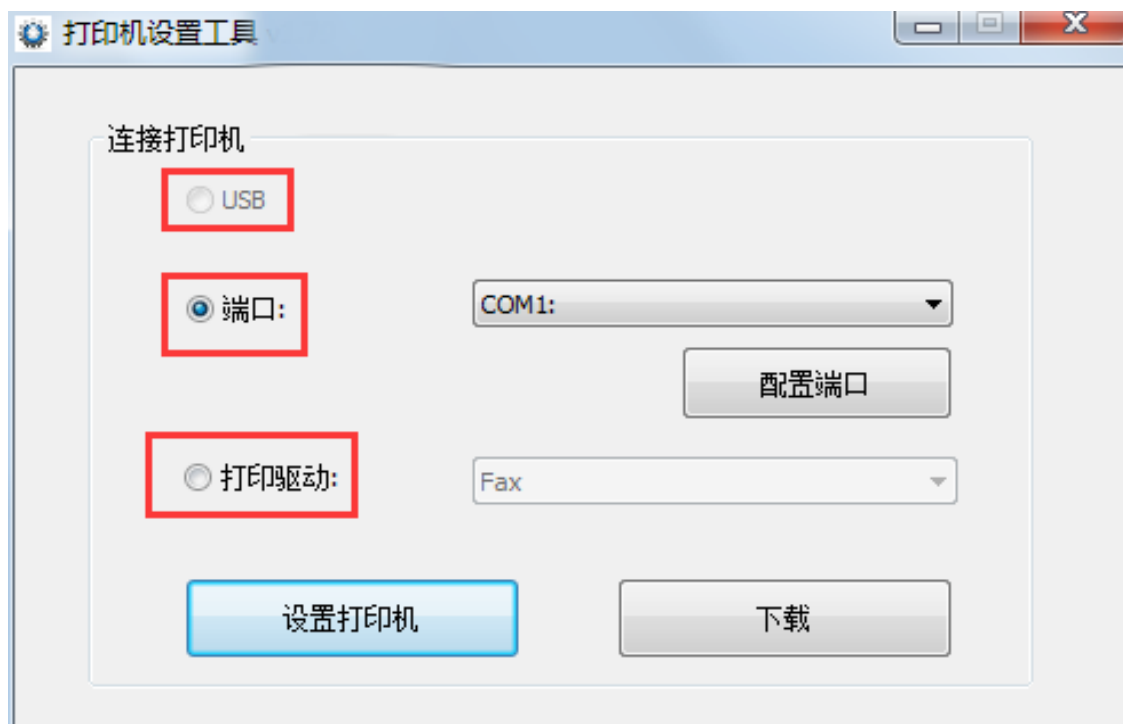 打印机设置工具
连接打印机
USB
端口: COM1:
配置端口
打印驱动: Fax
设置打印机 下载